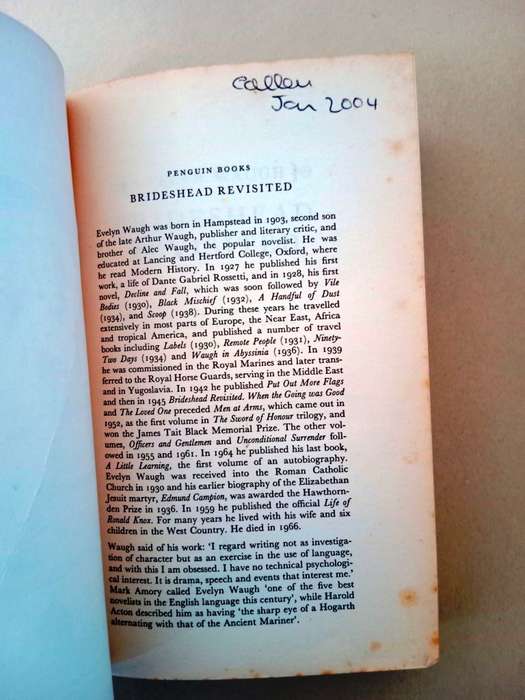 Callen
Jan 2004
PENGUIN BOOKS
BRIDESHEAD REVISITED
Evelyn Waugh was born in Hampstead in 1903, second son
of the late Arthur Waugh, publisher and literary critic, and
brother of Alec Waugh, the popular novelist. He was
educated at Lancing and Hertford College, Oxford, where
he read Modern History. In 1927 he published his first
work, a life of Dante Gabriel Rossetti, and in 1928, his first
novel, Decline and Fall, which was soon followed by Vile
Bodies (1930), Black Mischief (1932), A Handful of Dust
(1934), and Scoop (1938). During these years he travelled
extensively in most parts of Europe, the Near East, Africa
and tropical America, and published a number of travel
books including Labels (1930), Remote People (1931), Ninety-
Two Days (1934) and Waugh in Abyssinia (1936). In 1939
he was commissioned in the Royal Marines and later trans-
ferred to the Royal Horse Guards, serving in the Middle East
and in Yugoslavia. In 1942 he published Put Out More Flags
and then in 1945 Brideshead Revisited. When the Going was Good
and The Loved One preceded Men at Arms, which came out in
1952, as the first volume in The Sword of Honour trilogy, and
won the James Tait Black Memorial Prize. The other vol-
umes, Officers and Gentlemen and Unconditional Surrender fol-
lowed in 1955 and 1961. In 1964 he published his last book,
A Little Learning, the first volume of an autobiography.
Evelyn Waugh was received into the Roman Catholic
Church in 1930 and his earlier biography of the Elizabethan
Jesuit martyr, Edmund Campion, was awarded the Hawthorn-
den Prize in 1936. In 1959 he published the official Life of
Ronald Knox. For many years he lived with his wife and six
children in the West Country. He died in 1966.
Waugh said of his work: 'I regard writing not as investiga-
tion of character but as an exercise in the use of language,
and with this I am obsessed. I have no technical psychologi-
cal interest. It is drama, speech and events that interest me.'
Mark Amory called Evelyn Waugh 'one of the five best
novelists in the English language this century', while Harold
Acton described him as having 'the sharp eye of a Hogarth
alternating with that of the Ancient Mariner'.